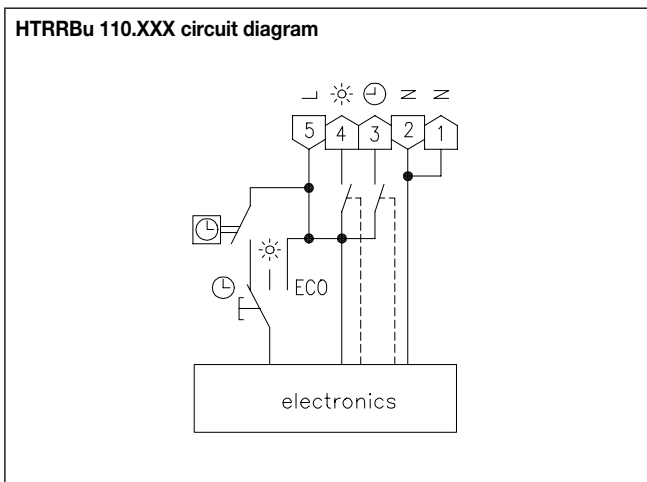 HTRRBu 110.XXX circuit diagram
L N N
5 4 3 2 1
ECO
electronics